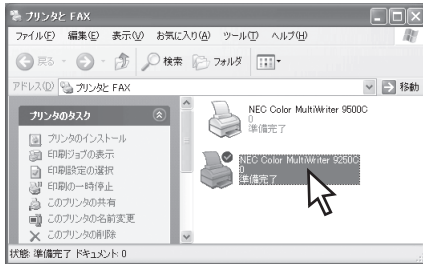 プリンタと FAX
ファイル(F) 編集(E) 表示(V) お気に入り(A) ツール(T) ヘルプ(H)
戻る 検索 フォルダ
アドレス(D) プリンタと FAX 移動
プリンタのタスク
プリンタのインストール
印刷ジョブの表示
印刷設定の選択
印刷の一時停止
このプリンタの共有
このプリンタの名前変更
このプリンタの削除
NEC Color MultiWriter 9500C
0
準備完了
NEC Color MultiWriter 9250C
0
準備完了
状態: 準備完了 ドキュメント: 0